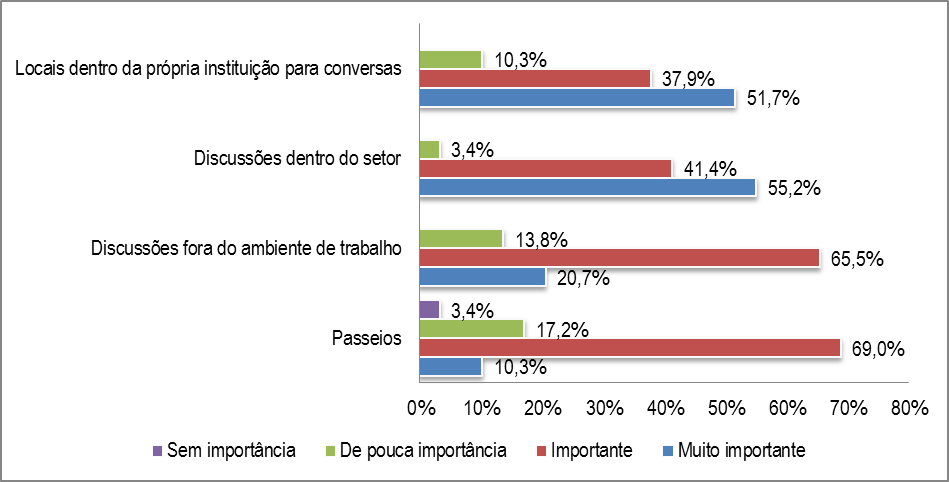 Locais dentro da própria instituição para conversas
10,3%
37,9%
51,7%
Discussões dentro do setor
3,4%
41,4%
55,2%
Discussões fora do ambiente de trabalho
13,8%
65,5%
20,7%
Passeios
3,4%
17,2%
69,0%
10,3%
0% 10% 20% 30% 40% 50% 60% 70% 80%
Sem importância De pouca importância Importante Muito importante